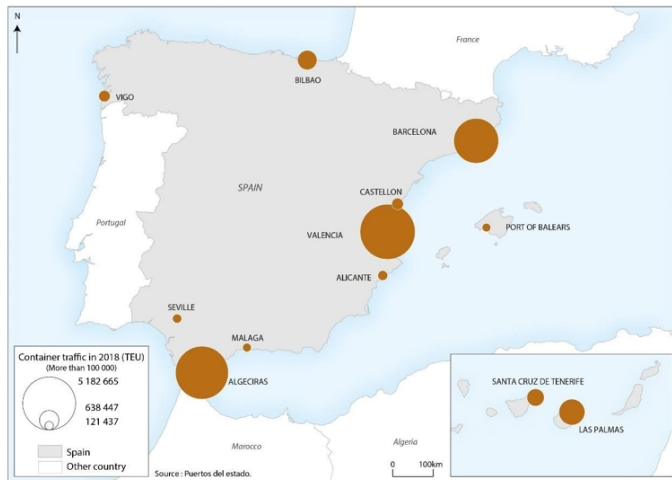 N
France
BILBAO
VIGO
BARCELONA
SPAIN
CASTELLON
Portugal
VALENCIA
PORT OF BALEARS
ALICANTE
SEVILLE
MALAGA
ALGECIRAS
Container traffic in 2018 (TEU)
(More than 100 000)
5 182 665
638 447
121 437
Spain
Other country
Marocco
Algeria
Source : Puertos del estado.
0 100km
SANTA CRUZ DE TENERIFE
LAS PALMAS